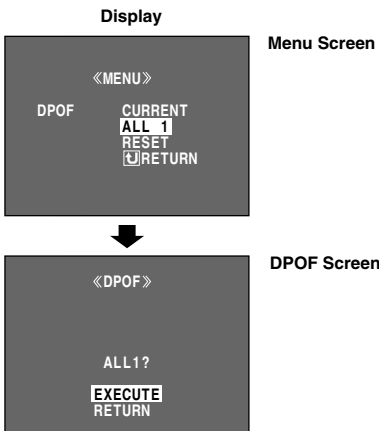 Display
Menu Screen
《MENU》
DPOF CURRENT
ALL 1
RESET
RETURN
DPOF Screen
《DPOF》
ALL1?
EXECUTE
RETURN